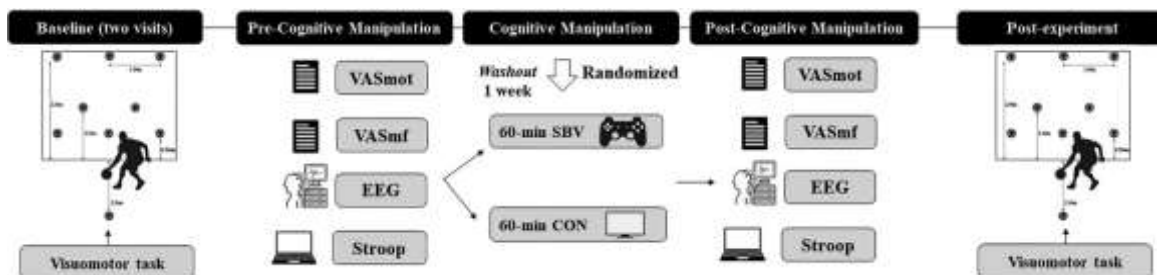 Baseline (two visits)
Pre-Cognitive Manipulation
Cognitive Manipulation
Post-Cognitive Manipulation
Post-experiment
VASmot
VASmf
EEG
Stroop
Washout
1 week
Randomized
60-min SBV
60-min CON
VASmot
VASmf
EEG
Stroop
Visuomotor task
Visuomotor task